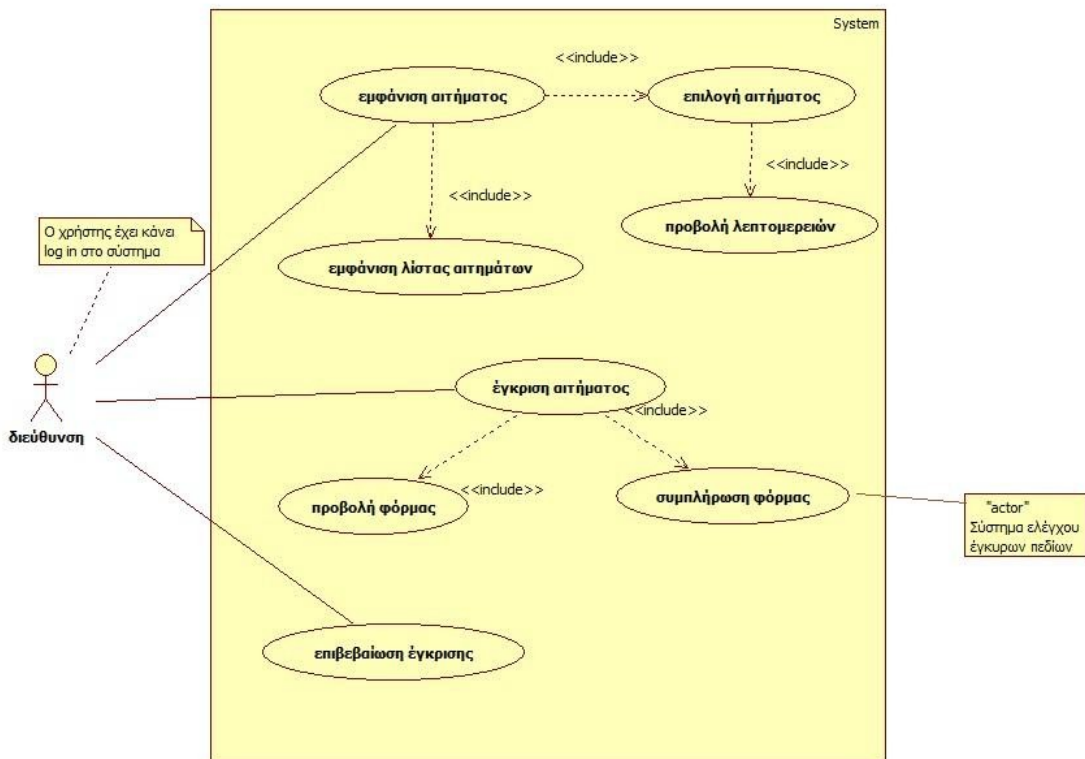 System
<<include>>
εμφάνιση αιτήματος
επιλογή αιτήματος
<<include>>
<<include>>
προβολή λεπτομερειών
Ο χρήστης έχει κάνει
log in στο σύστημα
εμφάνιση λίστας αιτημάτων
έγκριση αιτήματος
<<include>>
διεύθυνση
<<include>>
προβολή φόρμας
συμπλήρωση φόρμας
"actor"
Σύστημα ελέγχου
έγκυρων πεδίων
επιβεβαίωση έγκρισης